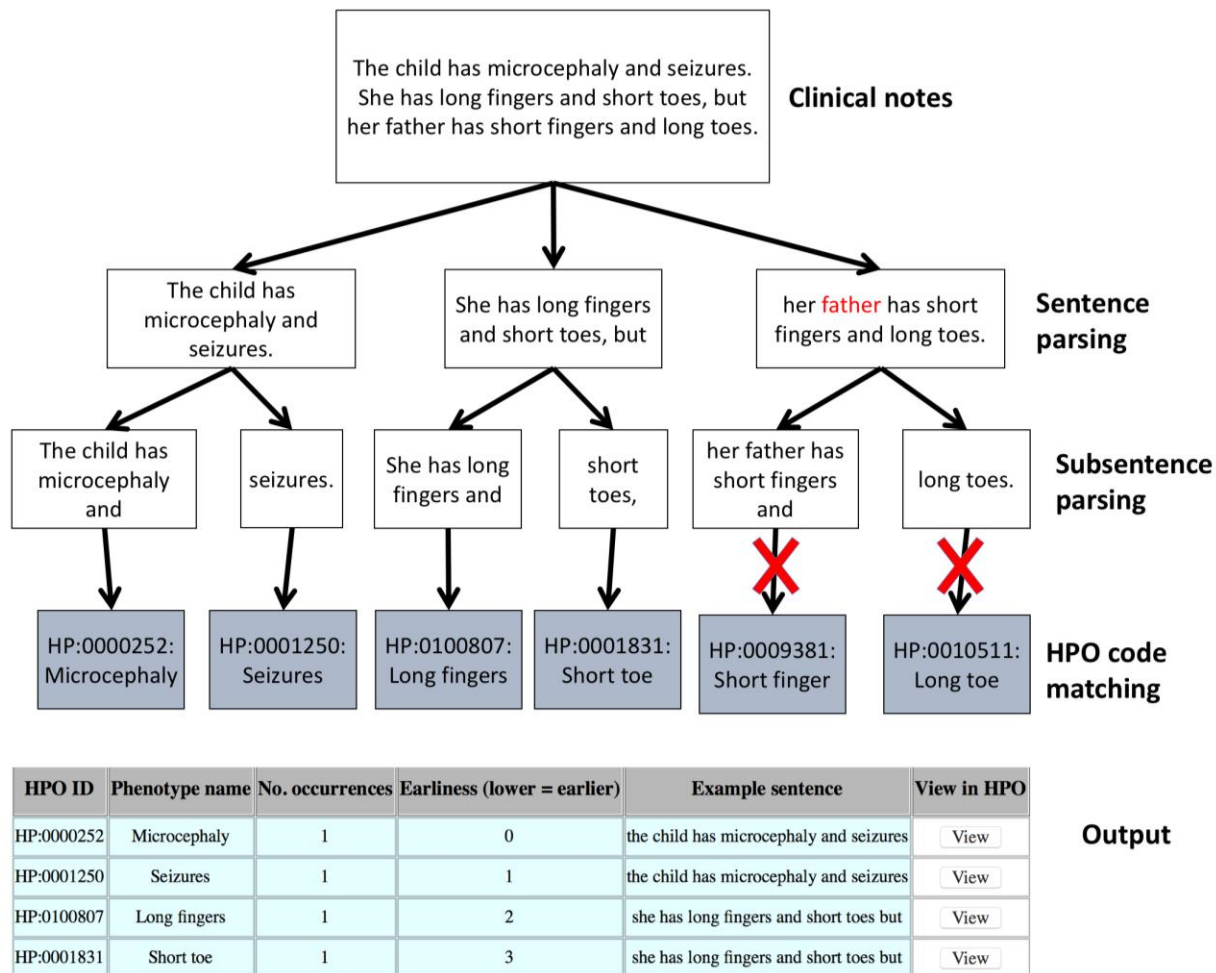 The child has microcephaly and seizures.
She has long fingers and short toes, but
her father has short fingers and long toes.
Clinical notes
The child has
microcephaly and
seizures.
She has long fingers
and short toes, but
her father has short
fingers and long toes.
Sentence
parsing
The child has
microcephaly
and
seizures.
She has long
fingers and
short
toes,
her father has
short fingers
and
long toes.
Subsentence
parsing
HP:0000252:
Microcephaly
HP:0001250:
Seizures
HP:0100807:
Long fingers
HP:0001831:
Short toe
HP:0009381:
Short finger
HP:0010511:
Long toe
HPO code
matching
HPO ID Phenotype name No. occurrences Earliness (lower = earlier) Example sentence View in HPO
HP:0000252 Microcephaly 1 0 the child has microcephaly and seizures View
HP:0001250 Seizures 1 1 the child has microcephaly and seizures View
HP:0100807 Long fingers 1 2 she has long fingers and short toes but View
HP:0001831 Short toe 1 3 she has long fingers and short toes but View
Output